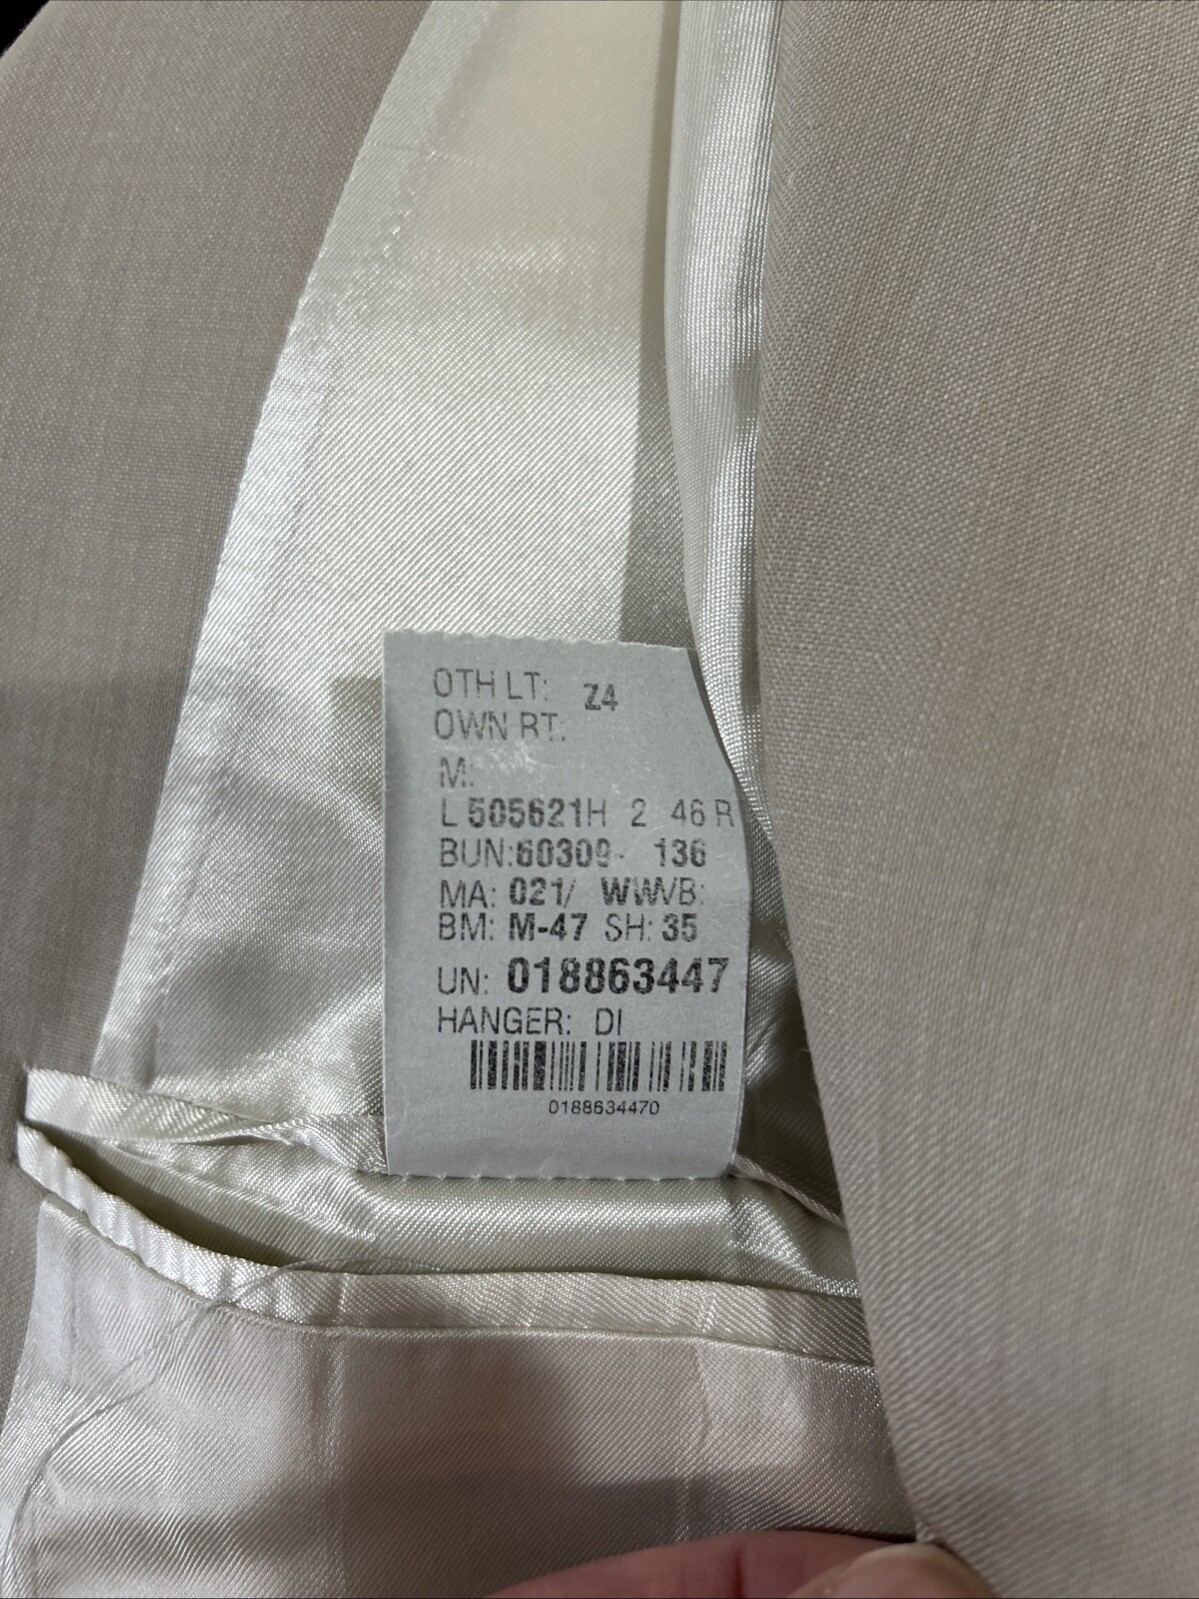 OTH LT: Z4
OWN RT:
M:
L 505621H 2 46 R
BUN:60309- 136
MA: 021/ WWVB:
BM: M-47 SH: 35
UN: 018863447
HANGER: DI
0188634470